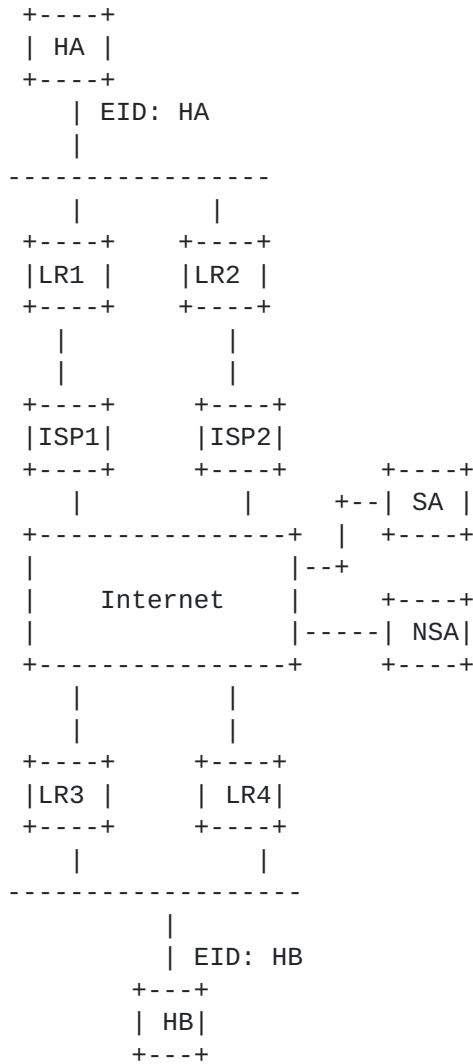 HA
EID: HA
LR1 LR2
ISP1 ISP2
SA
Internet
NSA
LR3 LR4
EID: HB
HB